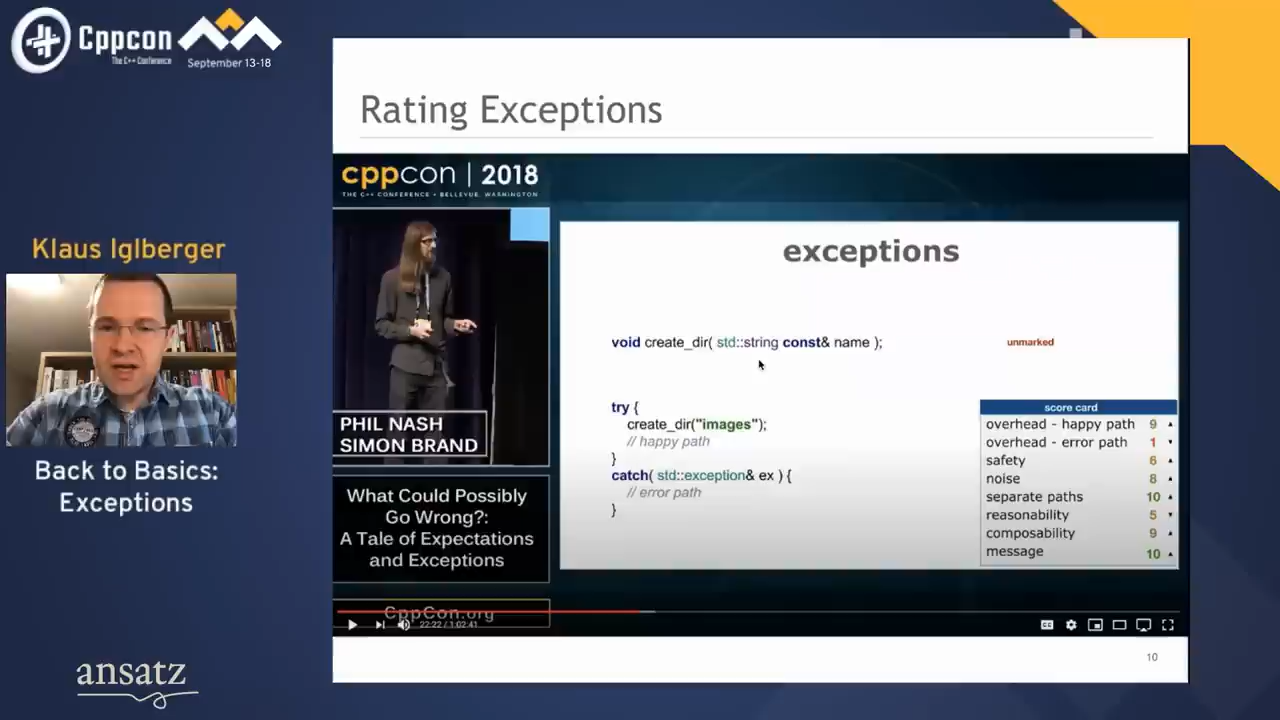 Cppcon
The C++ Conference
September 13-18
Klaus Iglberger
Back to Basics:
Exceptions
ansatz
Rating Exceptions
cppcon | 2018
THE C++ CONFERENCE • BELLEVUE, WASHINGTON
PHIL NASH
SIMON BRAND
What Could Possibly
Go Wrong?:
A Tale of Expectations
and Exceptions
CppCon.org
22:22 / 1:02:41
exceptions
void create_dir( std::string const& name );
unmarked
try {
create_dir("images");
// happy path
}
catch( std::exception& ex ) {
// error path
}
score card
overhead - happy path 9
overhead - error path 1
safety 6
noise 8
separate paths 10
reasonability 5
composability 9
message 10
CC
10